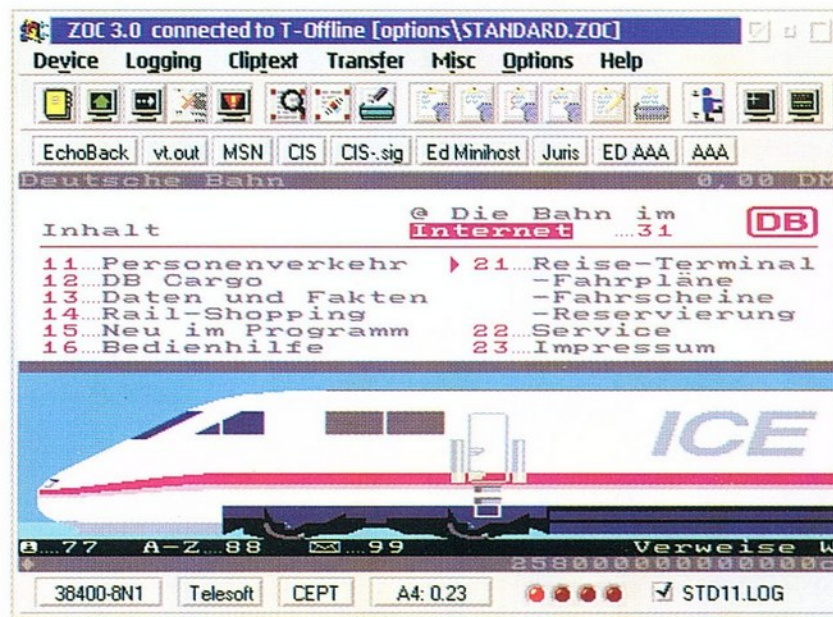 ZOC 3.0 connected to T-Offline [options\STANDARD.ZOC]
Device Logging Cliptext Transfer Misc Options Help
EchoBack vt.out MSN CIS CIS-.sig Ed Minihost Juris ED AAA AAA
Deutsche Bahn 0,00 DM
@ Die Bahn im
Inhalt Internet ....31 DB
11...Personenverkehr 21...Reise-Terminal
12...DB Cargo -Fahrpläne
13...Daten und Fakten -Fahrscheine
14...Rail-Shopping -Reservierung
15...Neu im Programm 22...Service
16...Bedienhilfe 23...Impressum
ICE
...77 A-Z...88 ...99 Verweise W
38400-8N1 Telesoft CEPT A4: 0.23 STD11.LOG